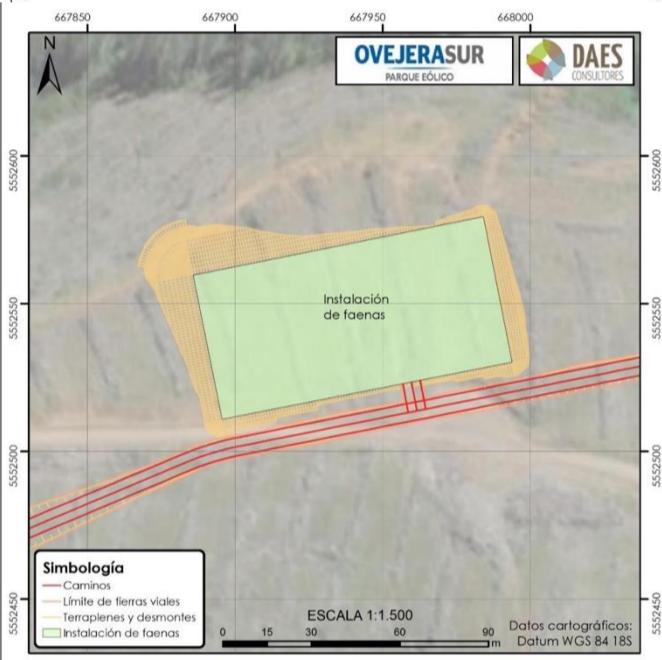 667850 667900 667950 668000
N
OVEJERASUR
PARQUE EÓLICO
DAES
CONSULTORES
5552600 5552600
Instalación
de faenas
5552550 5552550
5552500 5552500
Simbología
Caminos
Límite de tierras viales
Terraplenes y desmontes
Instalación de faenas
5552450 5552450
ESCALA 1:1.500
0 15 30 60 90
m
Datos cartográficos:
Datum WGS 84 18S